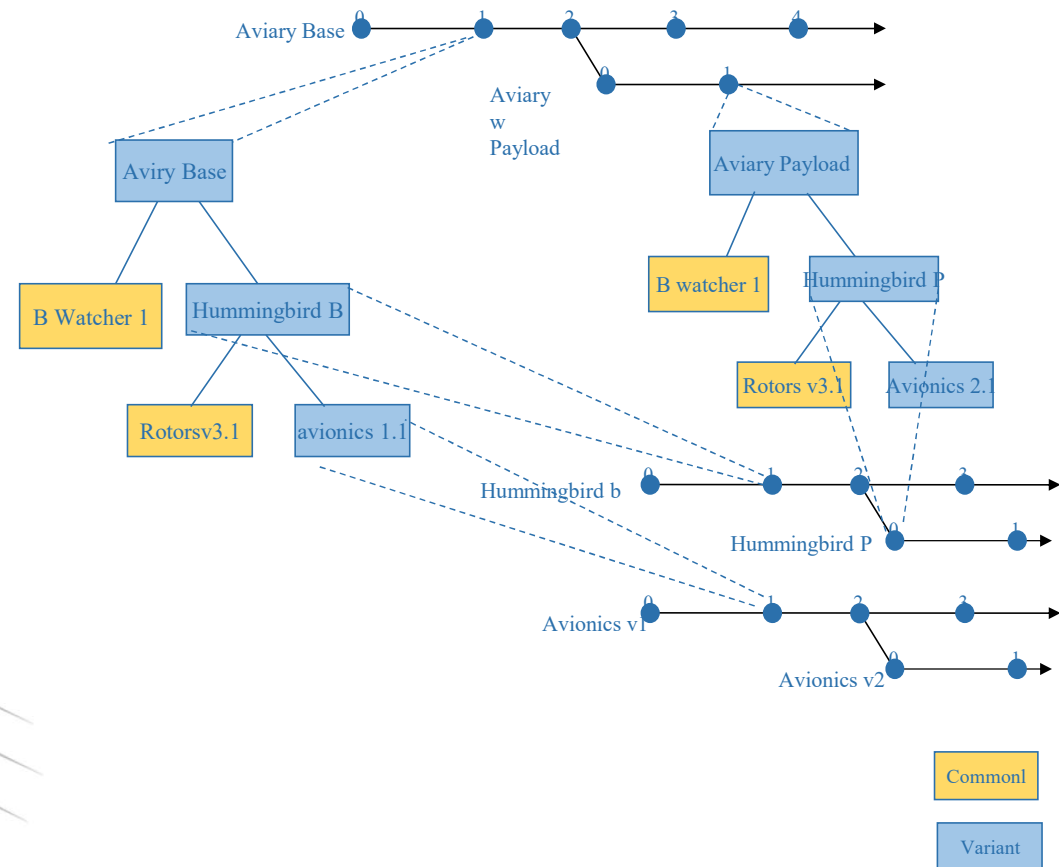 0 1 2 3 4
Aviary Base
0 1
Aviary
w
Payload
Aviry Base
Aviary Payload
B Watcher 1
Hummingbird B
B watcher 1
Hummingbird P
Rotors v3.1
Avionics 2.1
Rotorsv3.1
avionics 1.1
0 1 2 3
Hummingbird b
0 1
Hummingbird P
0 1 2 3
Avionics v1
0 1
Avionics v2
Commonl
Variant